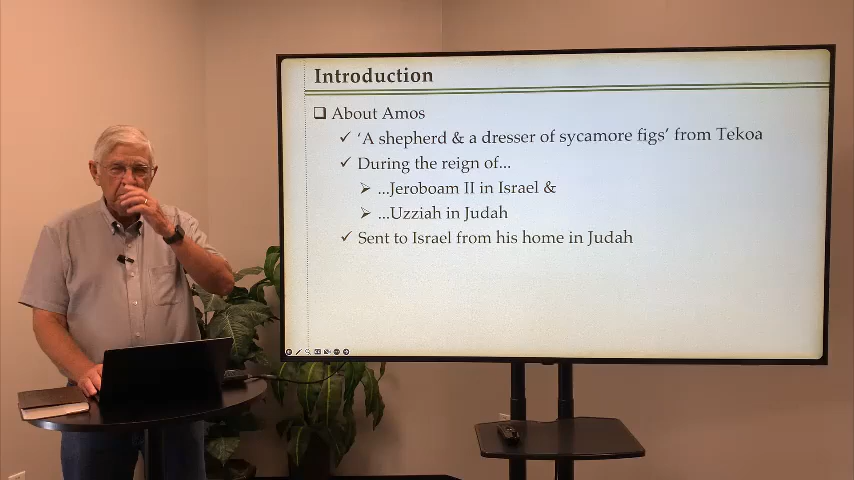 Introduction
About Amos
'A shepherd & a dresser of sycamore figs' from Tekoa
During the reign of...
...Jeroboam II in Israel &
...Uzziah in Judah
Sent to Israel from his home in Judah